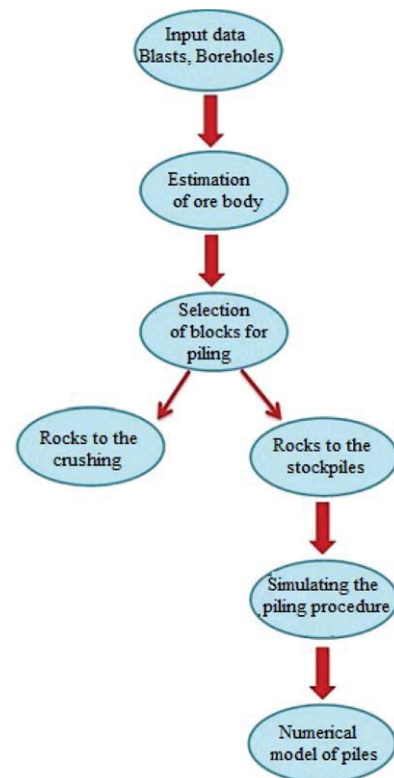 Input data
Blasts, Boreholes
Estimation
of ore body
Selection
of blocks for
piling
Rocks to the
crushing
Rocks to the
stockpiles
Simulating the
piling procedure
Numerical
model of piles